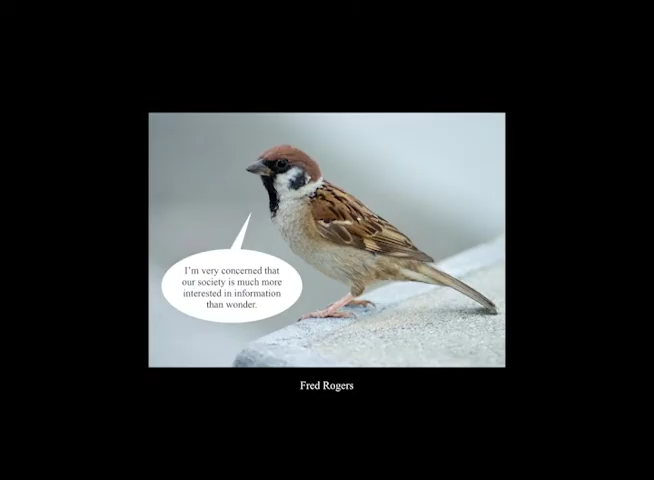 I'm very concerned that
our society is much more
interested in information
than wonder.
Fred Rogers